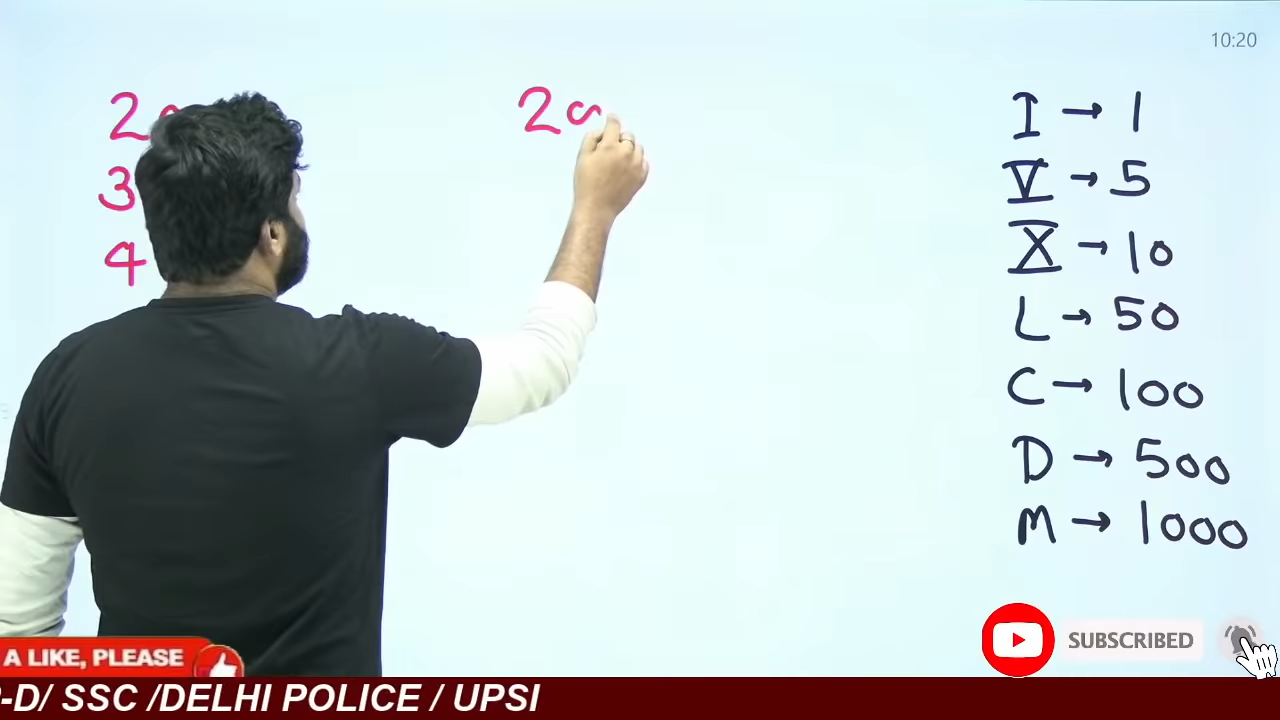 10:20
2
3
4
2
I → 1
V → 5
X → 10
L → 50
C → 100
D → 500
M → 1000
SUBSCRIBED
A LIKE, PLEASE
-D/ SSC /DELHI POLICE / UPSI